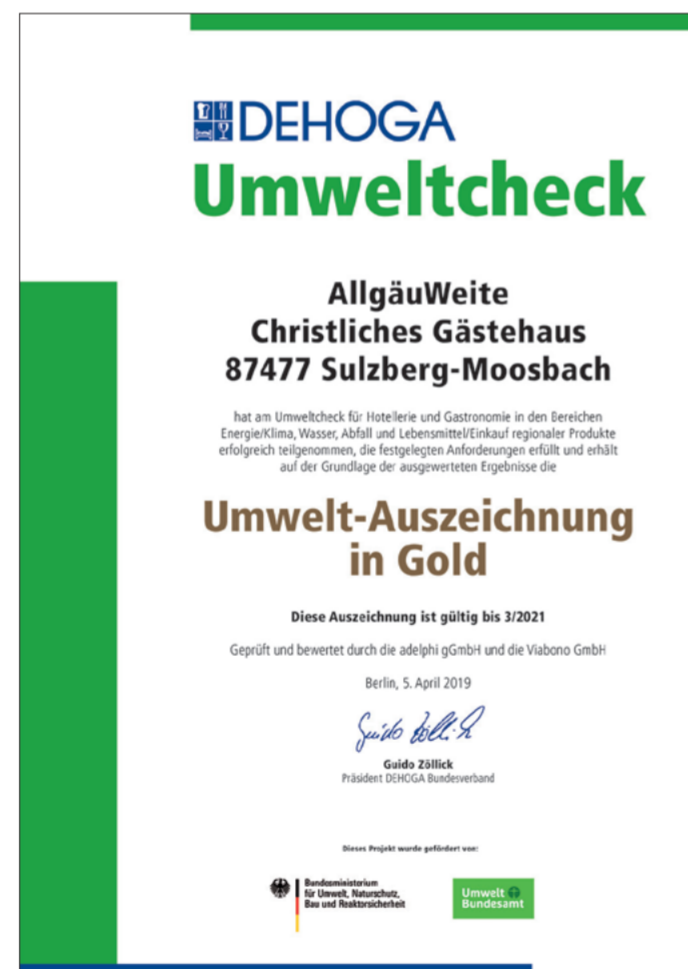 DEHOGA
Umweltcheck
AllgäuWeite
Christliches Gästehaus
87477 Sulzberg-Moosbach
hat am Umweltcheck für Hotellerie und Gastronomie in den Bereichen
Energie/Klima, Wasser, Abfall und Lebensmittel/Einkauf regionaler Produkte
erfolgreich teilgenommen, die festgelegten Anforderungen erfüllt und erhält
auf der Grundlage der ausgewerteten Ergebnisse die
Umwelt-Auszeichnung
in Gold
Diese Auszeichnung ist gültig bis 3/2021
Geprüft und bewertet durch die adelphi gGmbH und die Viabono GmbH
Berlin, 5. April 2019
Guido Zöllick
Guido Zöllick
Präsident DEHOGA Bundesverband
Dieses Projekt wurde gefördert von:
Bundesministerium
für Umwelt, Naturschutz,
Bau und Reaktorsicherheit
Umwelt
Bundesamt